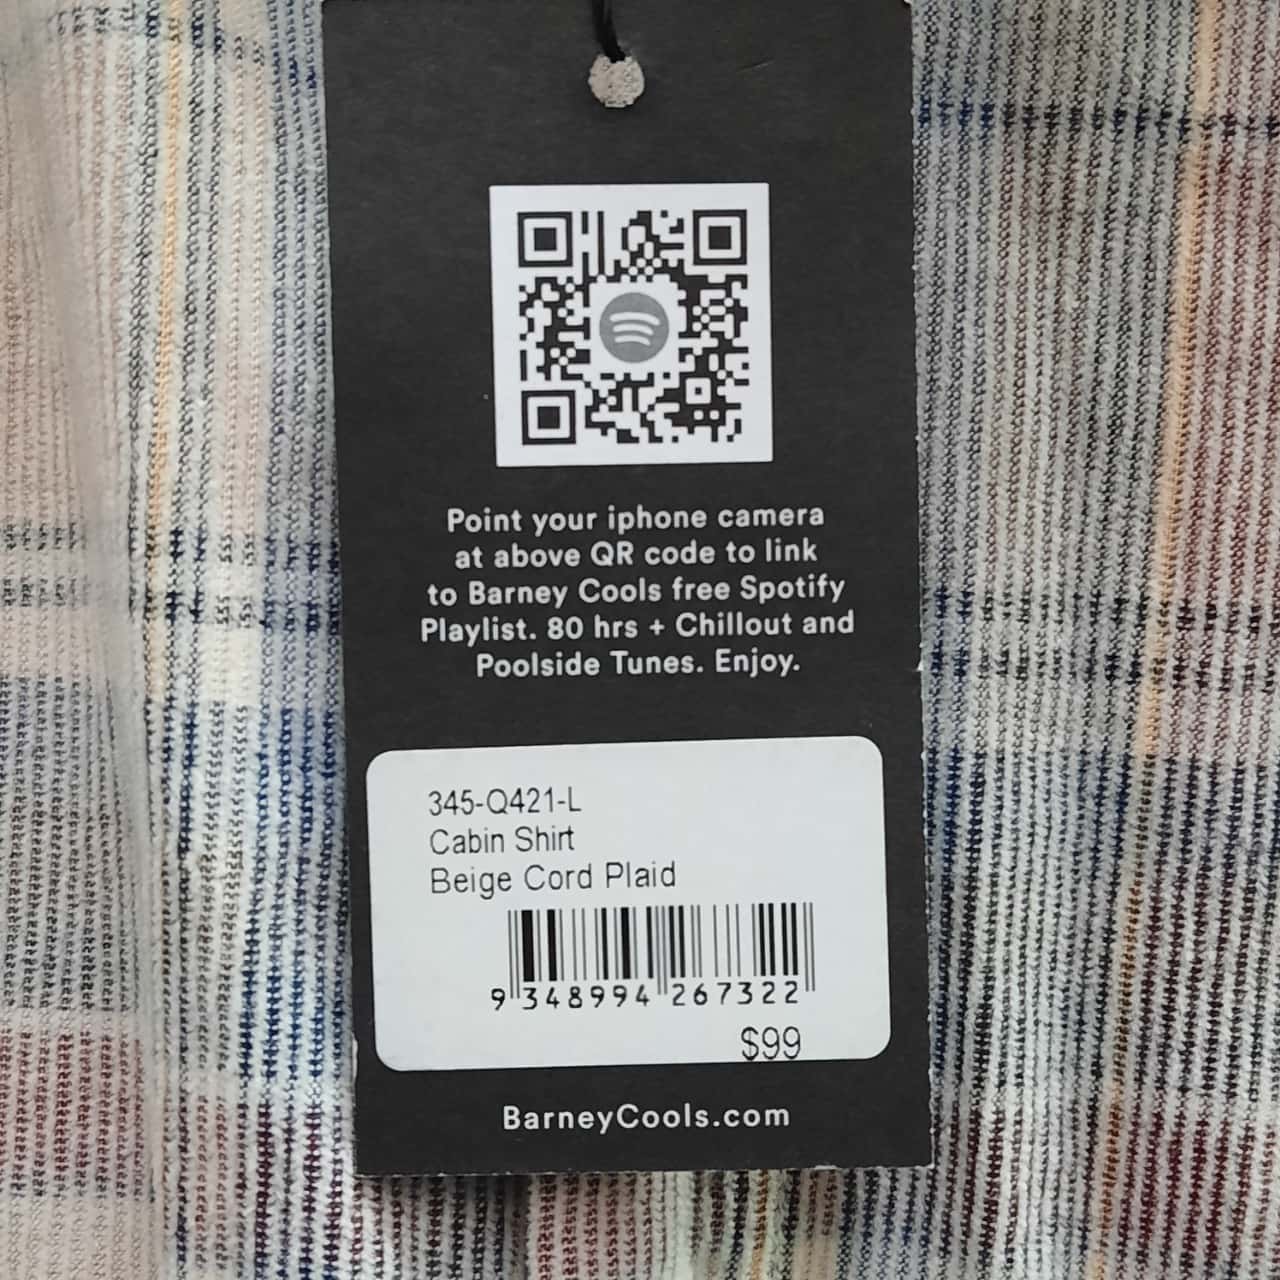 Point your iphone camera
at above QR code to link
to Barney Cools free Spotify
Playlist. 80 hrs + Chillout and
Poolside Tunes. Enjoy.
345-Q421-L
Cabin Shirt
Beige Cord Plaid
9 348994 267322
$99
BarneyCools.com